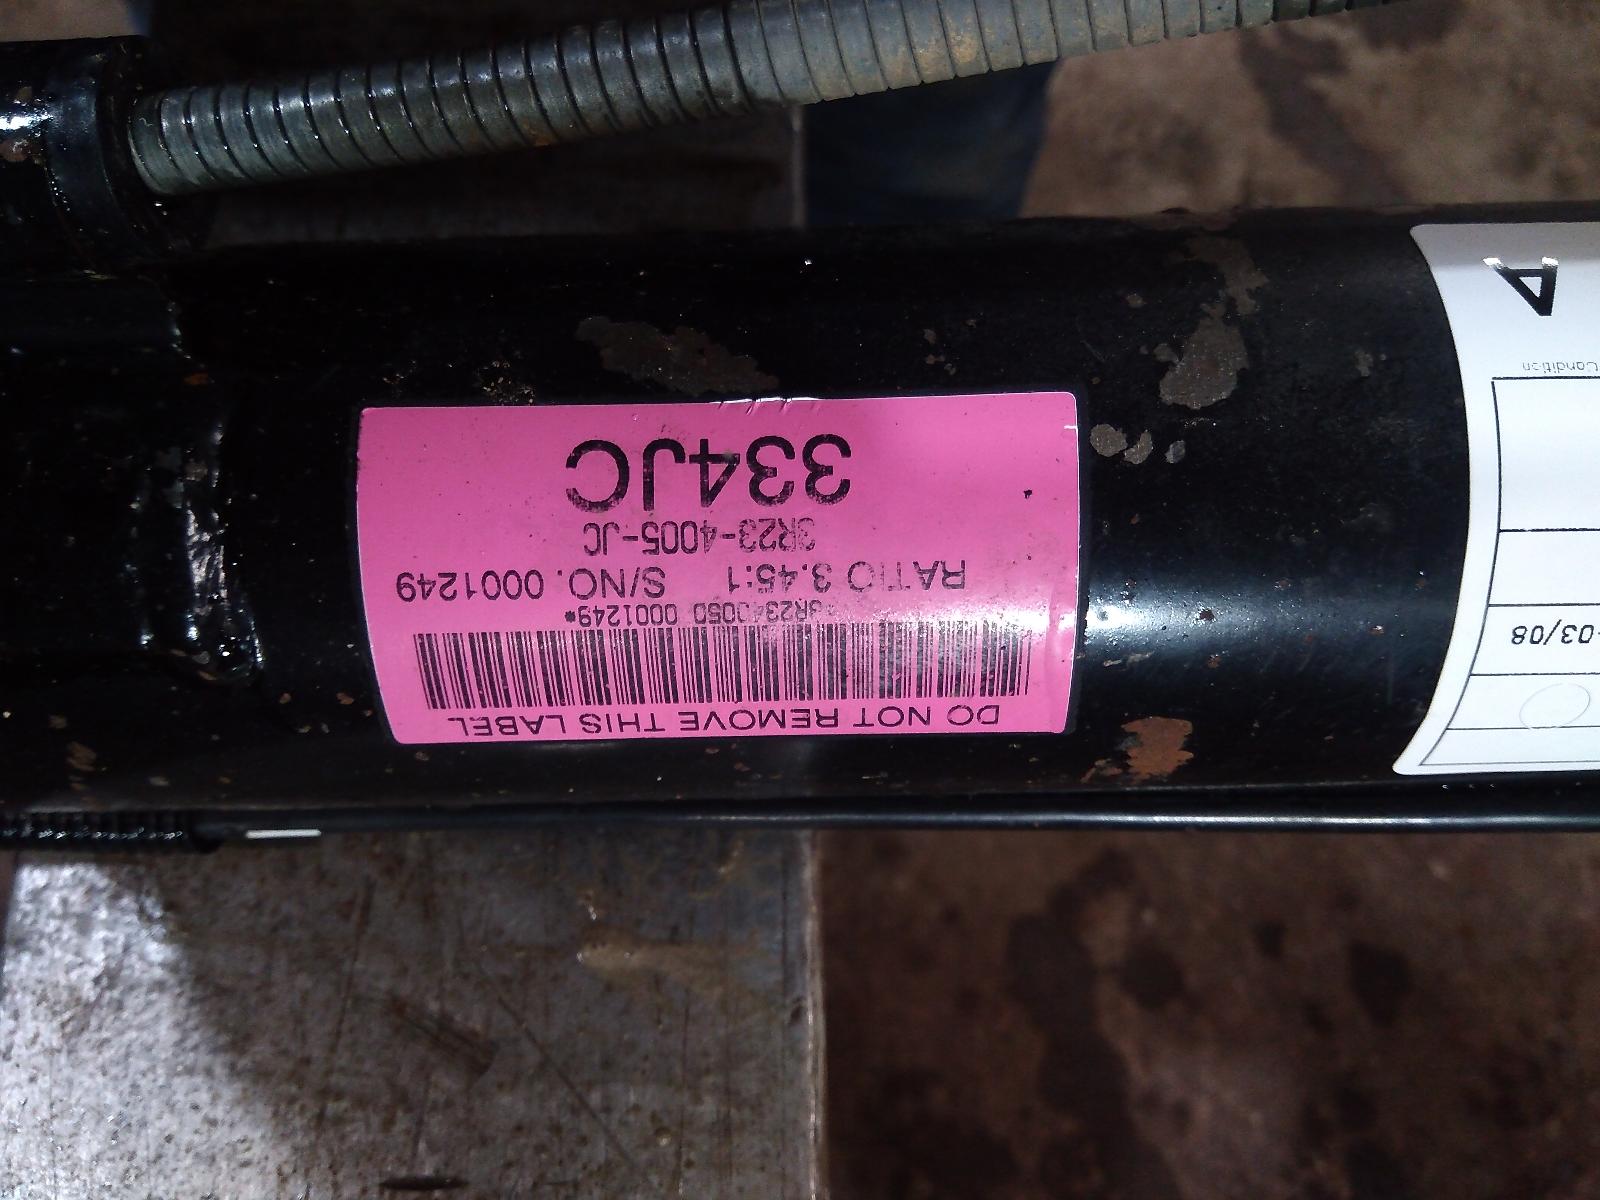 DO NOT REMOVE THIS LABEL
*3R2340050 0001249*
RATIO 3.45:1 S/NO. 0001249
3R23-4005-JC
334JC
-03/08
Condition
A